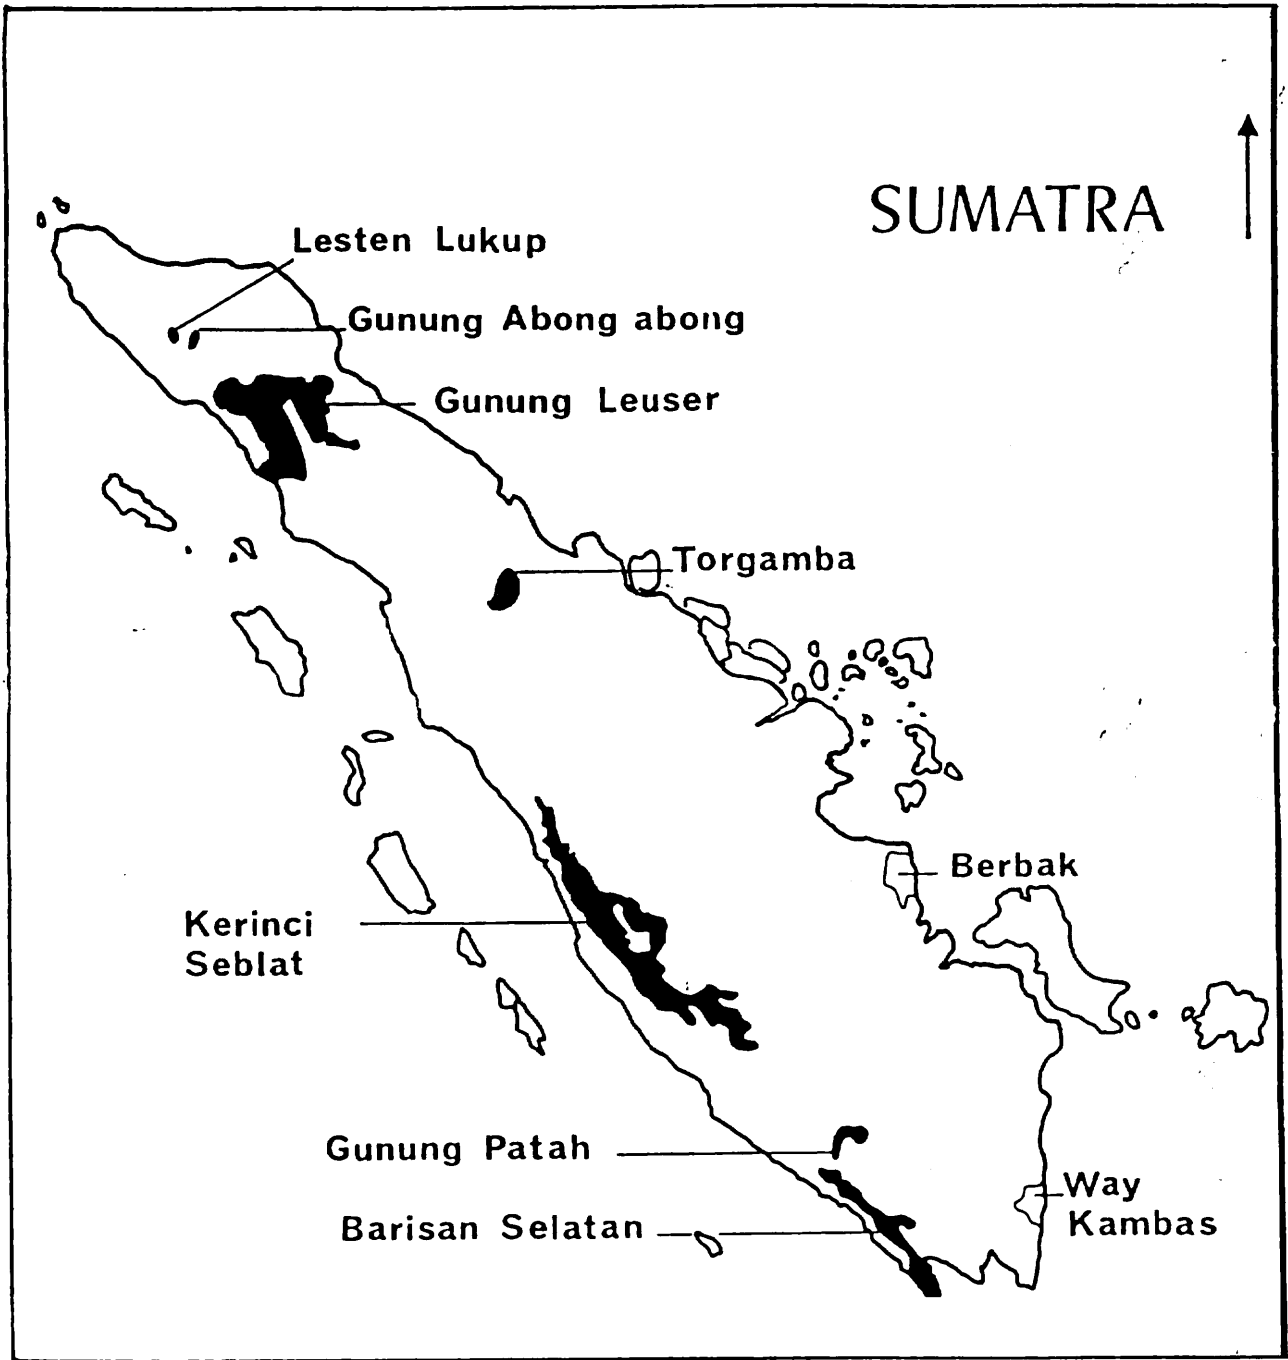 SUMATRA
Lesten Lukup
Gunung Abong abong
Gunung Leuser
Torgamba
Berbak
Kerinci
Seblat
Gunung Patah
Way
Kambas
Barisan Selatan